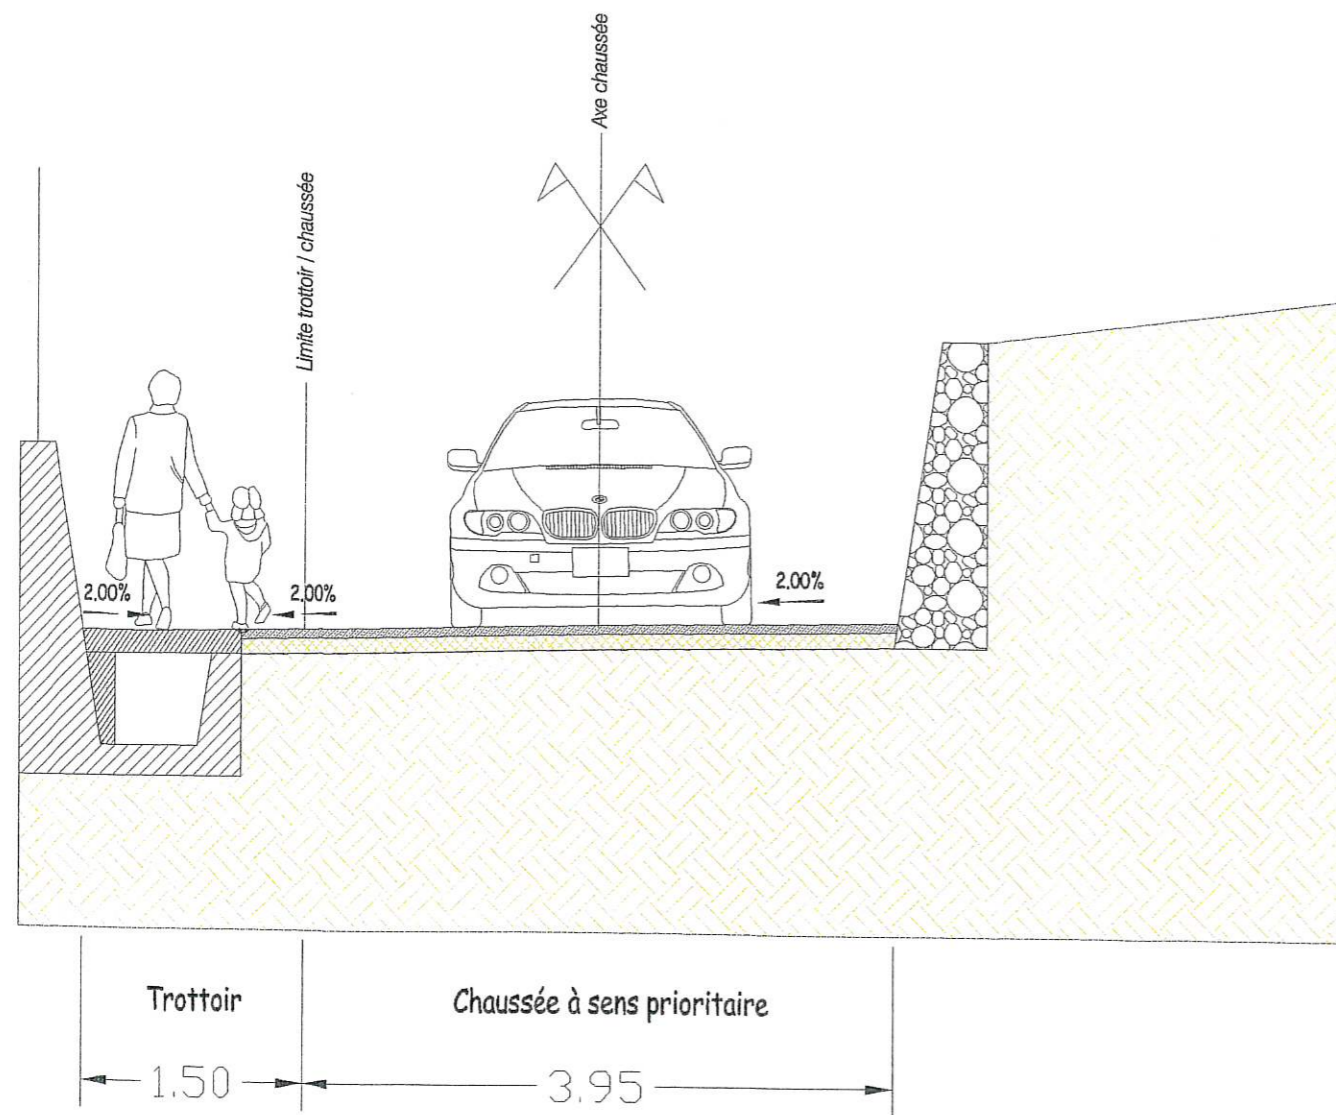 Axe chaussée
Limite trottoir / chaussée
2.00%
2.00%
2.00%
Trottoir
Chaussée à sens prioritaire
1.50
3.95